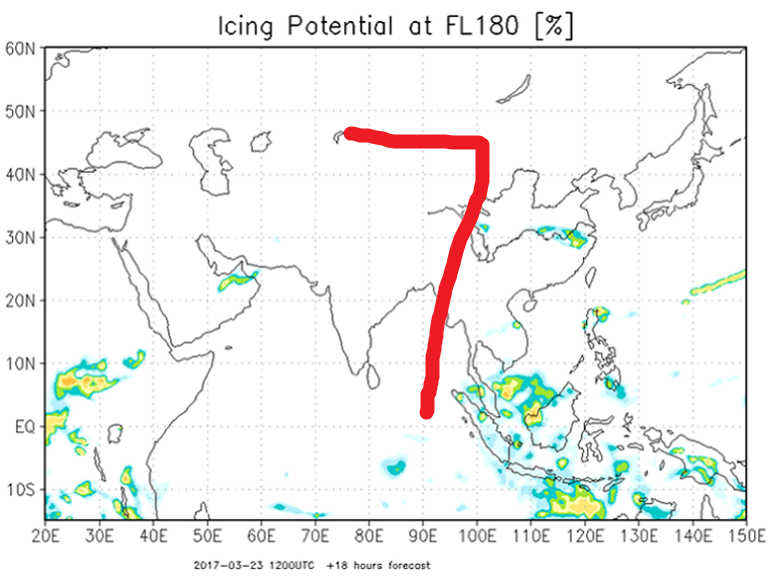 Icing Potential at FL180 [%]
60N
50N
40N
30N
20N
10N
EQ
10S
20E 30E 40E 50E 60E 70E 80E 90E 100E 110E 120E 130E 140E 150E
2017-03-23 1200UTC +18 hours forecast